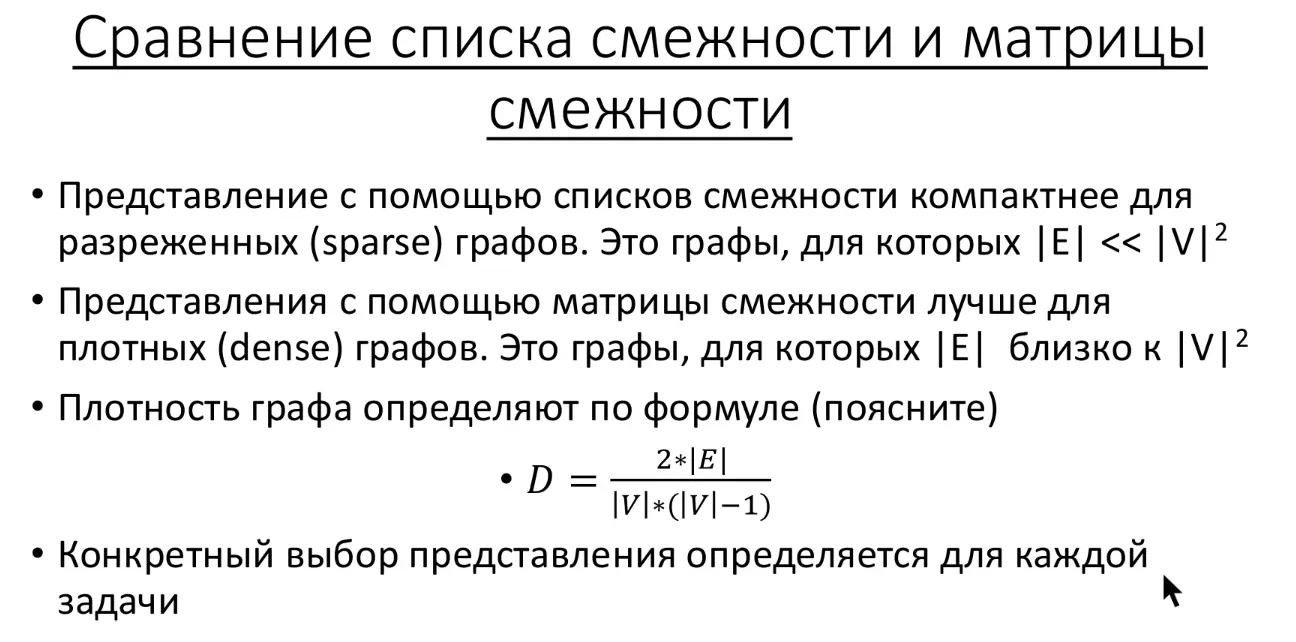 Сравнение списка смежности и матрицы
смежности
• Представление с помощью списков смежности компактнее для
разреженных (sparse) графов. Это графы, для которых |E| << |V|²
• Представления с помощью матрицы смежности лучше для
плотных (dense) графов. Это графы, для которых |E| близко к |V|²
• Плотность графа определяют по формуле (поясните)
• D = 2*|E| / |V|*(|V|−1)
• Конкретный выбор представления определяется для каждой
задачи